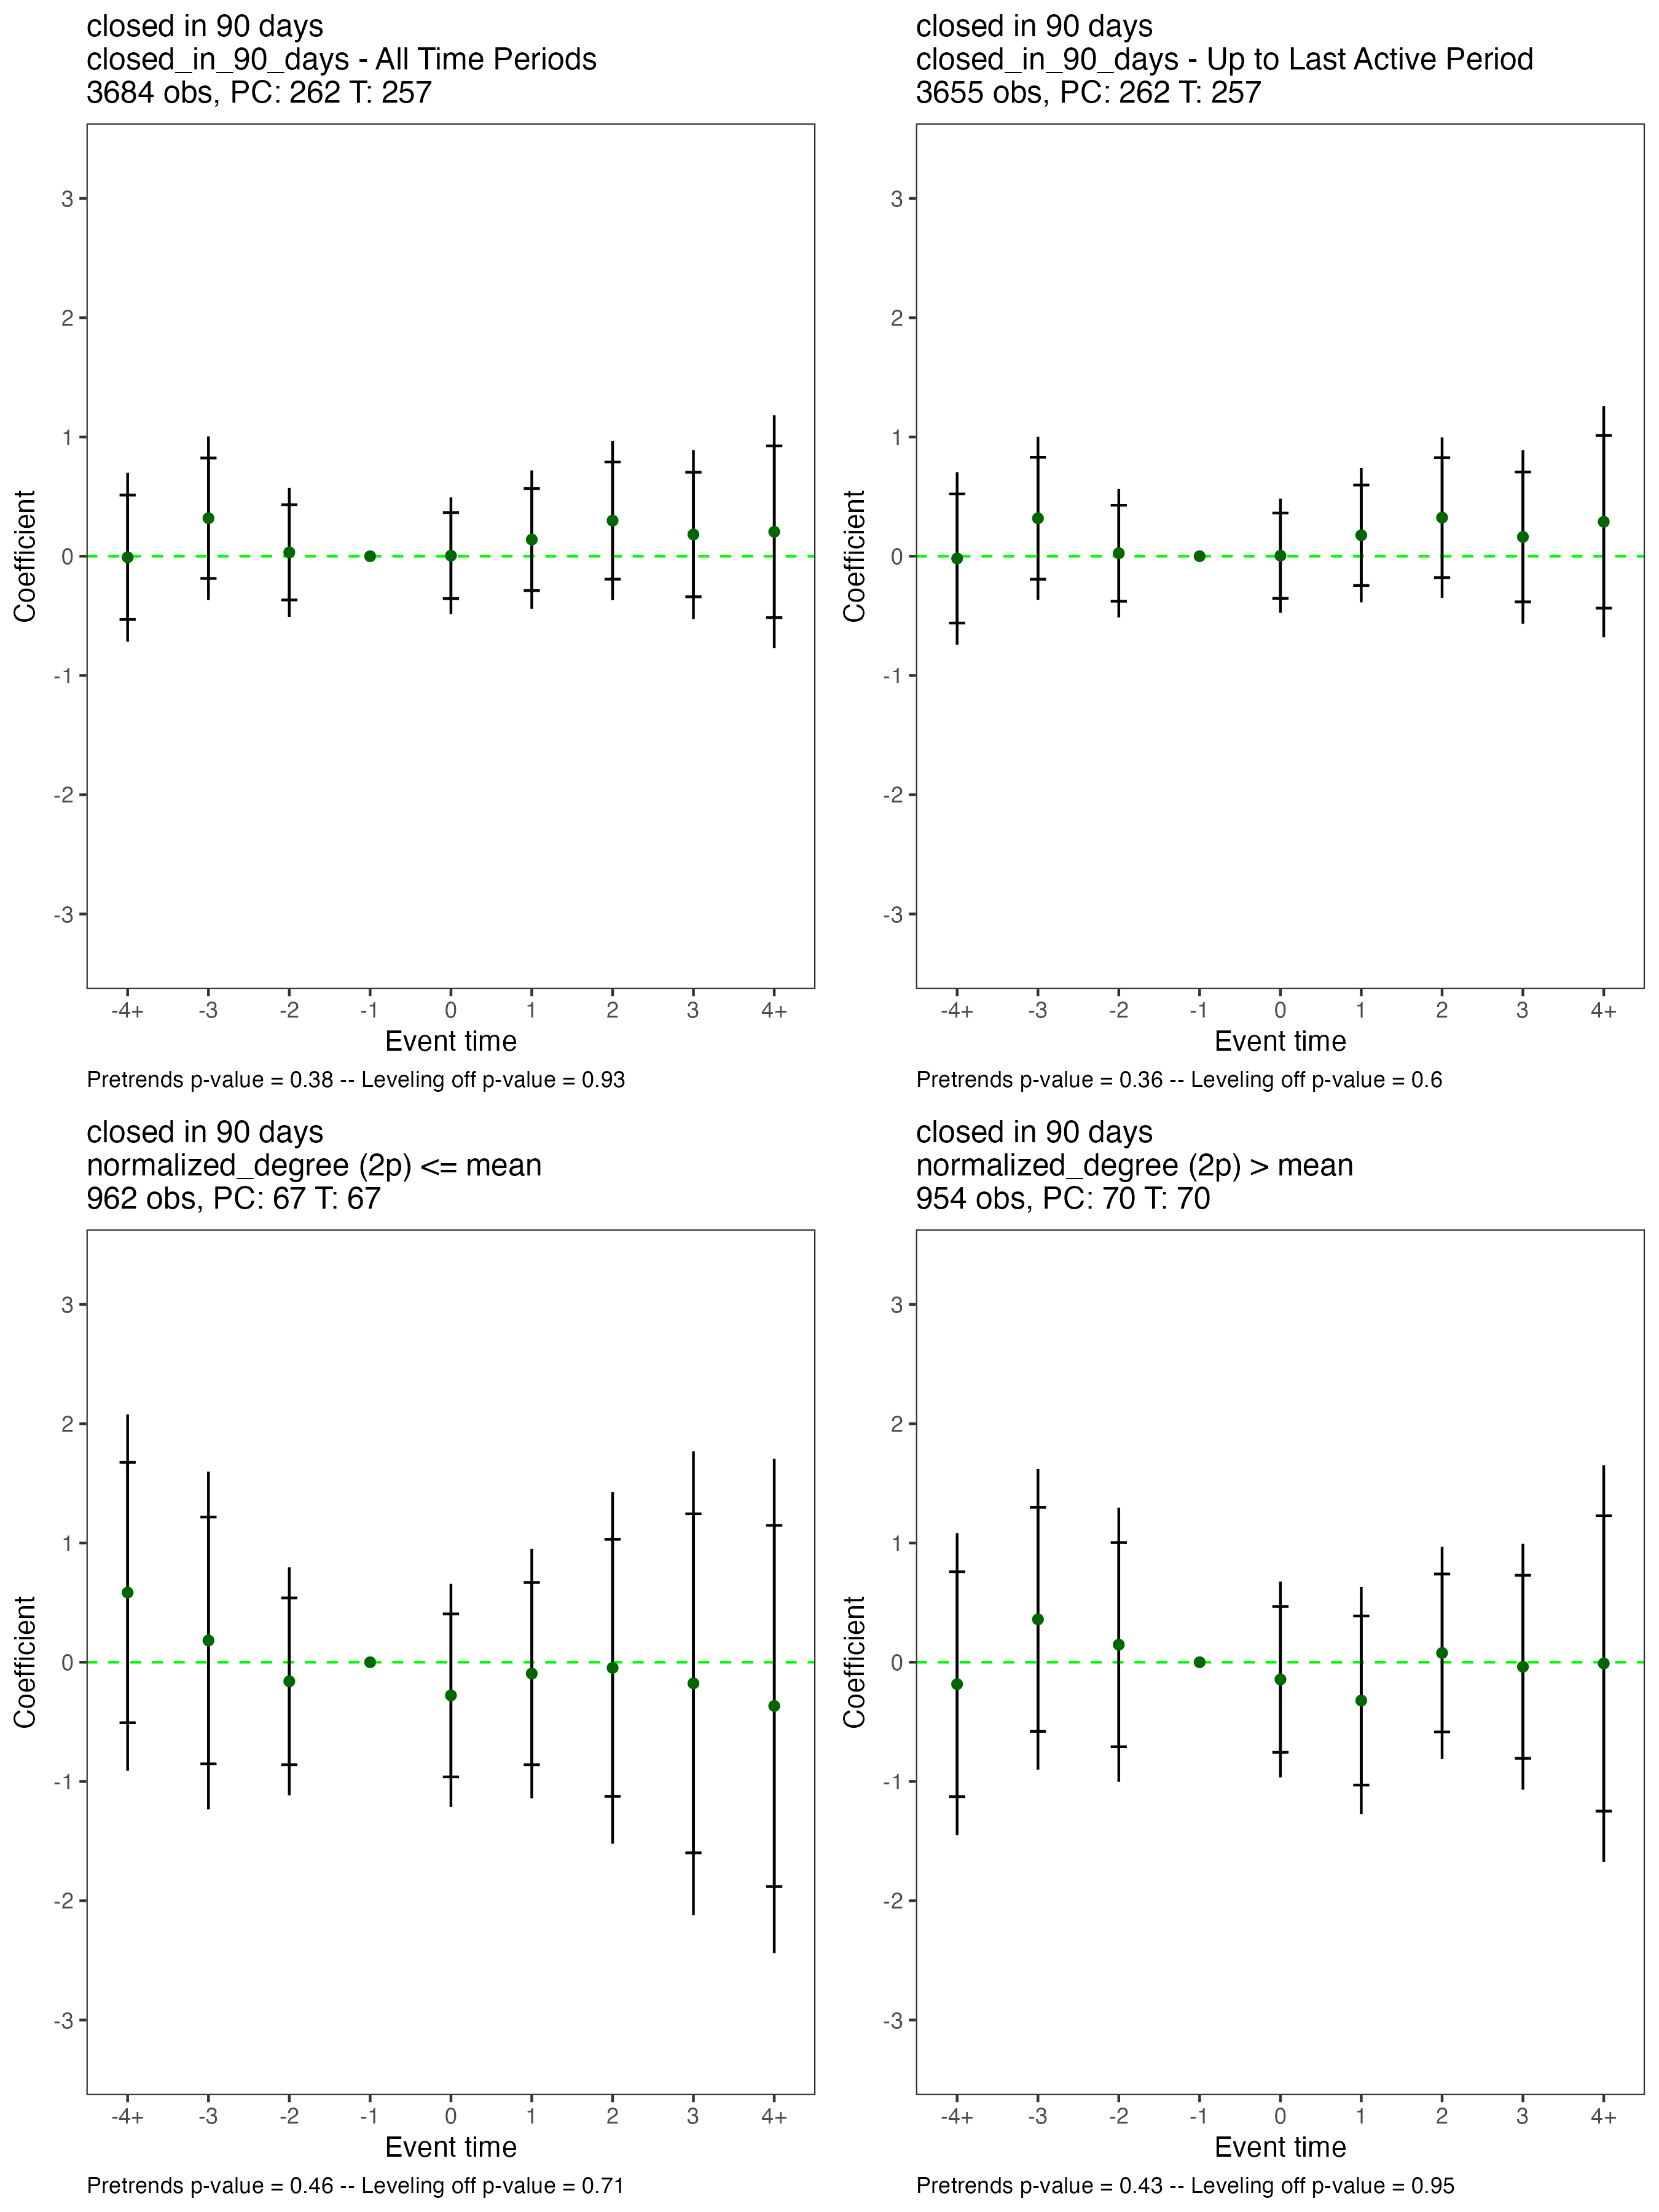 closed in 90 days
closed_in_90_days - All Time Periods
3684 obs, PC: 262 T: 257
3
2
1
0
-1
-2
-3
Coefficient
-4+ -3 -2 -1 0 1 2 3 4+
Event time
Pretrends p-value = 0.38 -- Leveling off p-value = 0.93
closed in 90 days
closed_in_90_days - Up to Last Active Period
3655 obs, PC: 262 T: 257
3
2
1
0
-1
-2
-3
Coefficient
-4+ -3 -2 -1 0 1 2 3 4+
Event time
Pretrends p-value = 0.36 -- Leveling off p-value = 0.6
closed in 90 days
normalized_degree (2p) <= mean
962 obs, PC: 67 T: 67
3
2
1
0
-1
-2
-3
Coefficient
-4+ -3 -2 -1 0 1 2 3 4+
Event time
Pretrends p-value = 0.46 -- Leveling off p-value = 0.71
closed in 90 days
normalized_degree (2p) > mean
954 obs, PC: 70 T: 70
3
2
1
0
-1
-2
-3
Coefficient
-4+ -3 -2 -1 0 1 2 3 4+
Event time
Pretrends p-value = 0.43 -- Leveling off p-value = 0.95